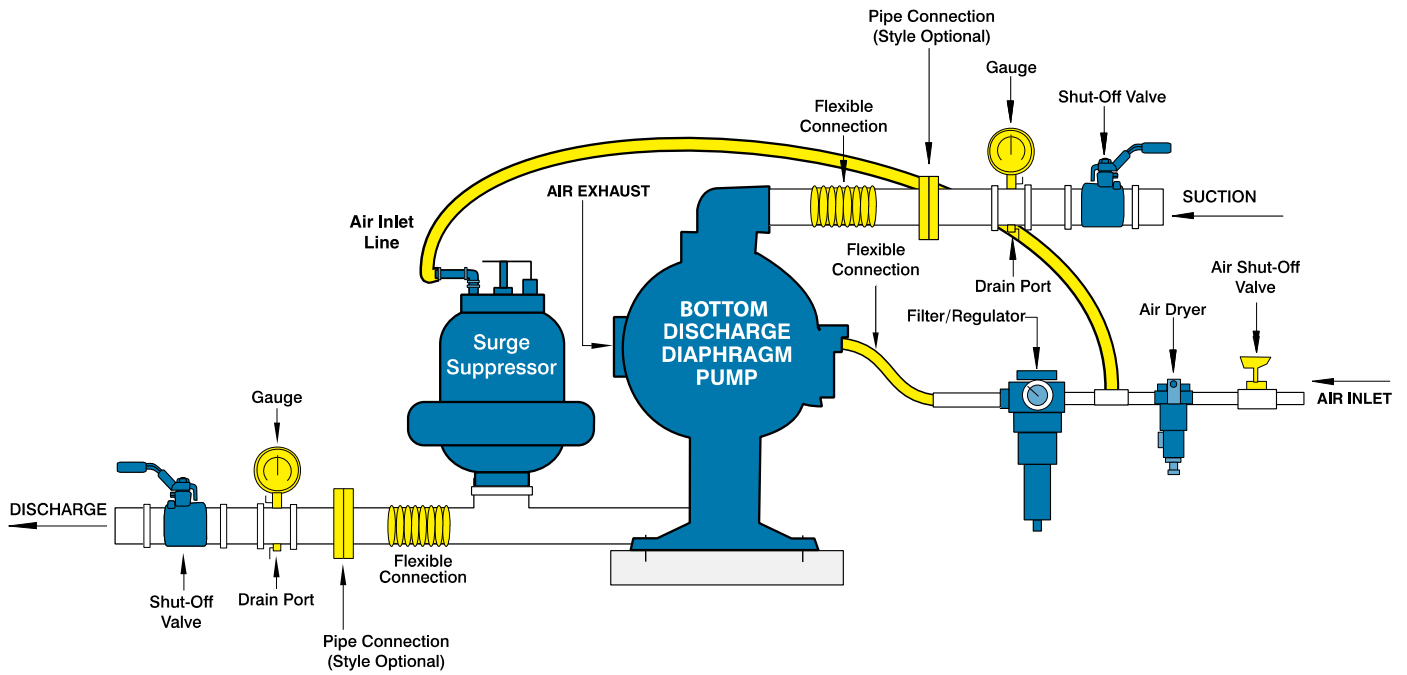 Pipe Connection
(Style Optional)
Gauge
Shut-Off Valve
Flexible
Connection
AIR EXHAUST
SUCTION
Air Inlet
Line
Flexible
Connection
Drain Port
Air Shut-Off
Valve
Filter/Regulator
Air Dryer
BOTTOM
DISCHARGE
DIAPHRAGM
PUMP
Surge
Suppressor
AIR INLET
Gauge
DISCHARGE
Flexible
Connection
Shut-Off
Valve
Drain Port
Pipe Connection
(Style Optional)